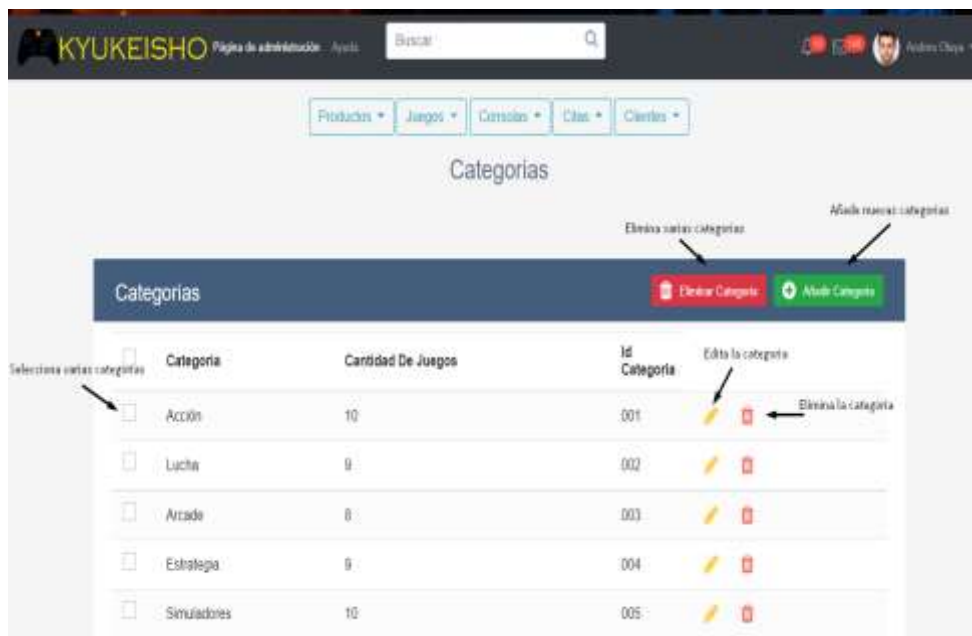 KYUKEISHO Página de administración Ayuda Buscar
Productos Juegos Consolas Citas Clientes
Categorias
Añade nuevas categorias
Elimina varias categorias
Categorias Eliminar Categoria Añadir Categoria
Categoria Cantidad De Juegos Id Categoria Edita la categoria
Selecciona varias categorias
Elimina la categoria
Acción 10 001
Lucha 9 002
Arcade 8 003
Estrategia 9 004
Simuladores 10 005